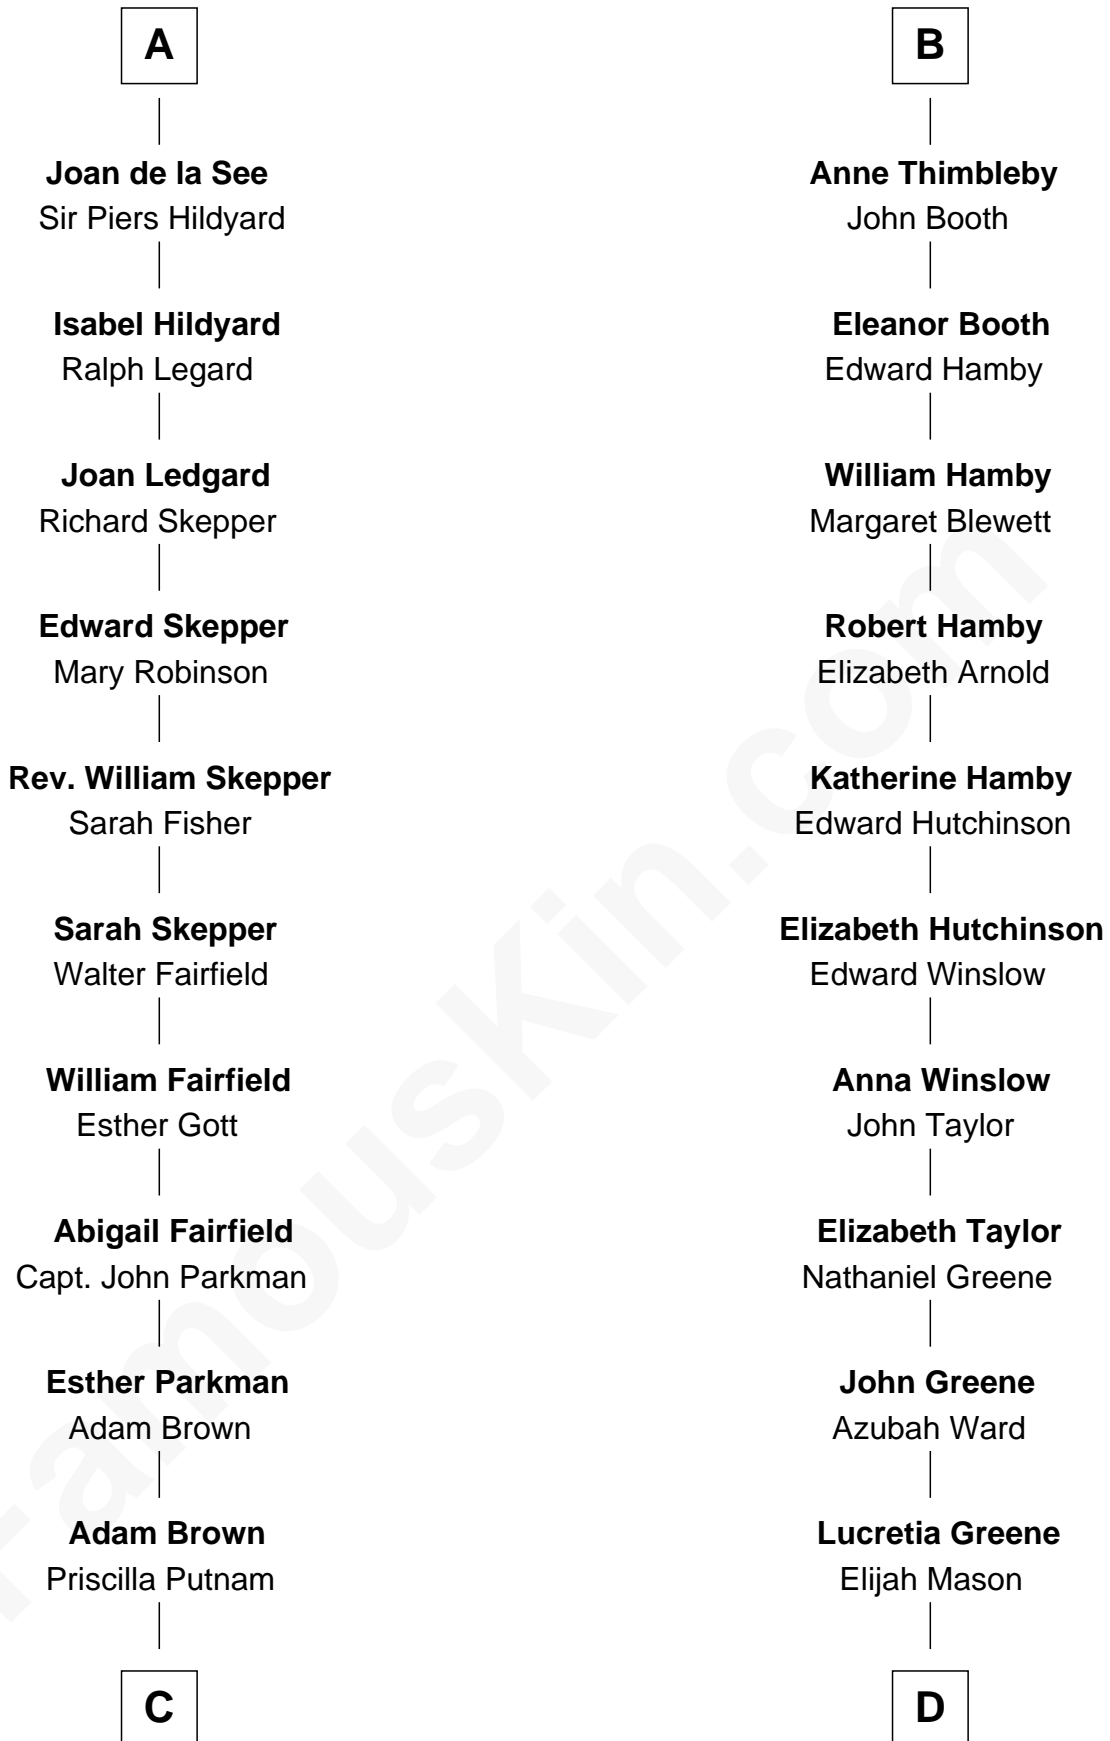 A
Joan de la See
Sir Piers Hildyard
Isabel Hildyard
Ralph Legard
Joan Ledgard
Richard Skepper
Edward Skepper
Mary Robinson
Rev. William Skepper
Sarah Fisher
Sarah Skepper
Walter Fairfield
William Fairfield
Esther Gott
Abigail Fairfield
Capt. John Parkman
Esther Parkman
Adam Brown
Adam Brown
Priscilla Putnam
C
B
Anne Thimbleby
John Booth
Eleanor Booth
Edward Hamby
William Hamby
Margaret Blewett
Robert Hamby
Elizabeth Arnold
Katherine Hamby
Edward Hutchinson
Elizabeth Hutchinson
Edward Winslow
Anna Winslow
John Taylor
Elizabeth Taylor
Nathaniel Greene
John Greene
Azubah Ward
Lucretia Greene
Elijah Mason
D
FamousKin.com